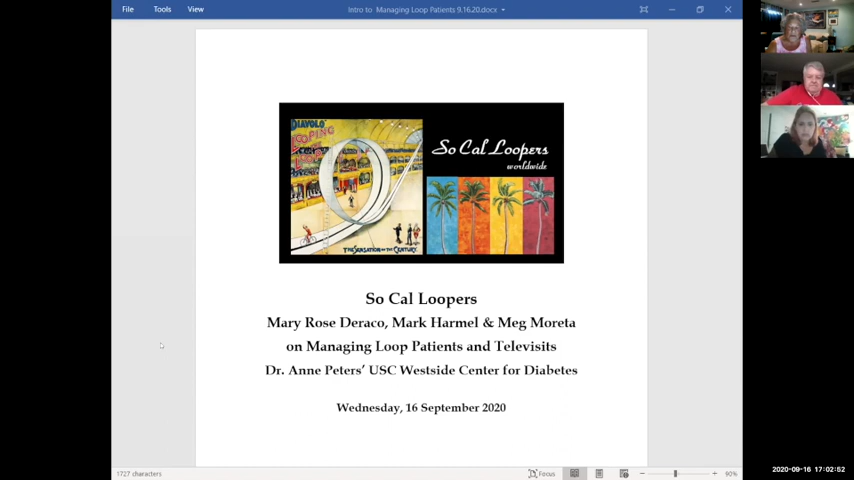 File Tools View
Intro to Managing Loop Patients 9.16.20.docx
DIAVOLO
LOOPING
THE SENSATION OF THE CENTURY.
So Cal Loopers
worldwide
So Cal Loopers
Mary Rose Deraco, Mark Harmel & Meg Moreta
on Managing Loop Patients and Televisits
Dr. Anne Peters' USC Westside Center for Diabetes
Wednesday, 16 September 2020
1727 characters
Focus
90%
2020-09-16 17:02:52